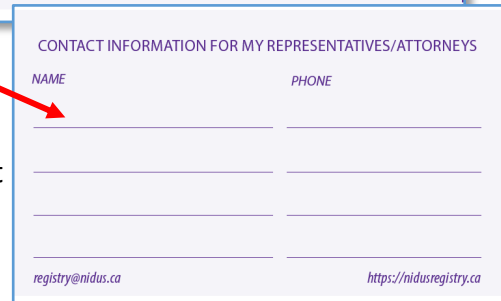 CONTACT INFORMATION FOR MY REPRESENTATIVES/ATTORNEYS
NAME PHONE
t
registry@nidus.ca https://nidusregistry.ca